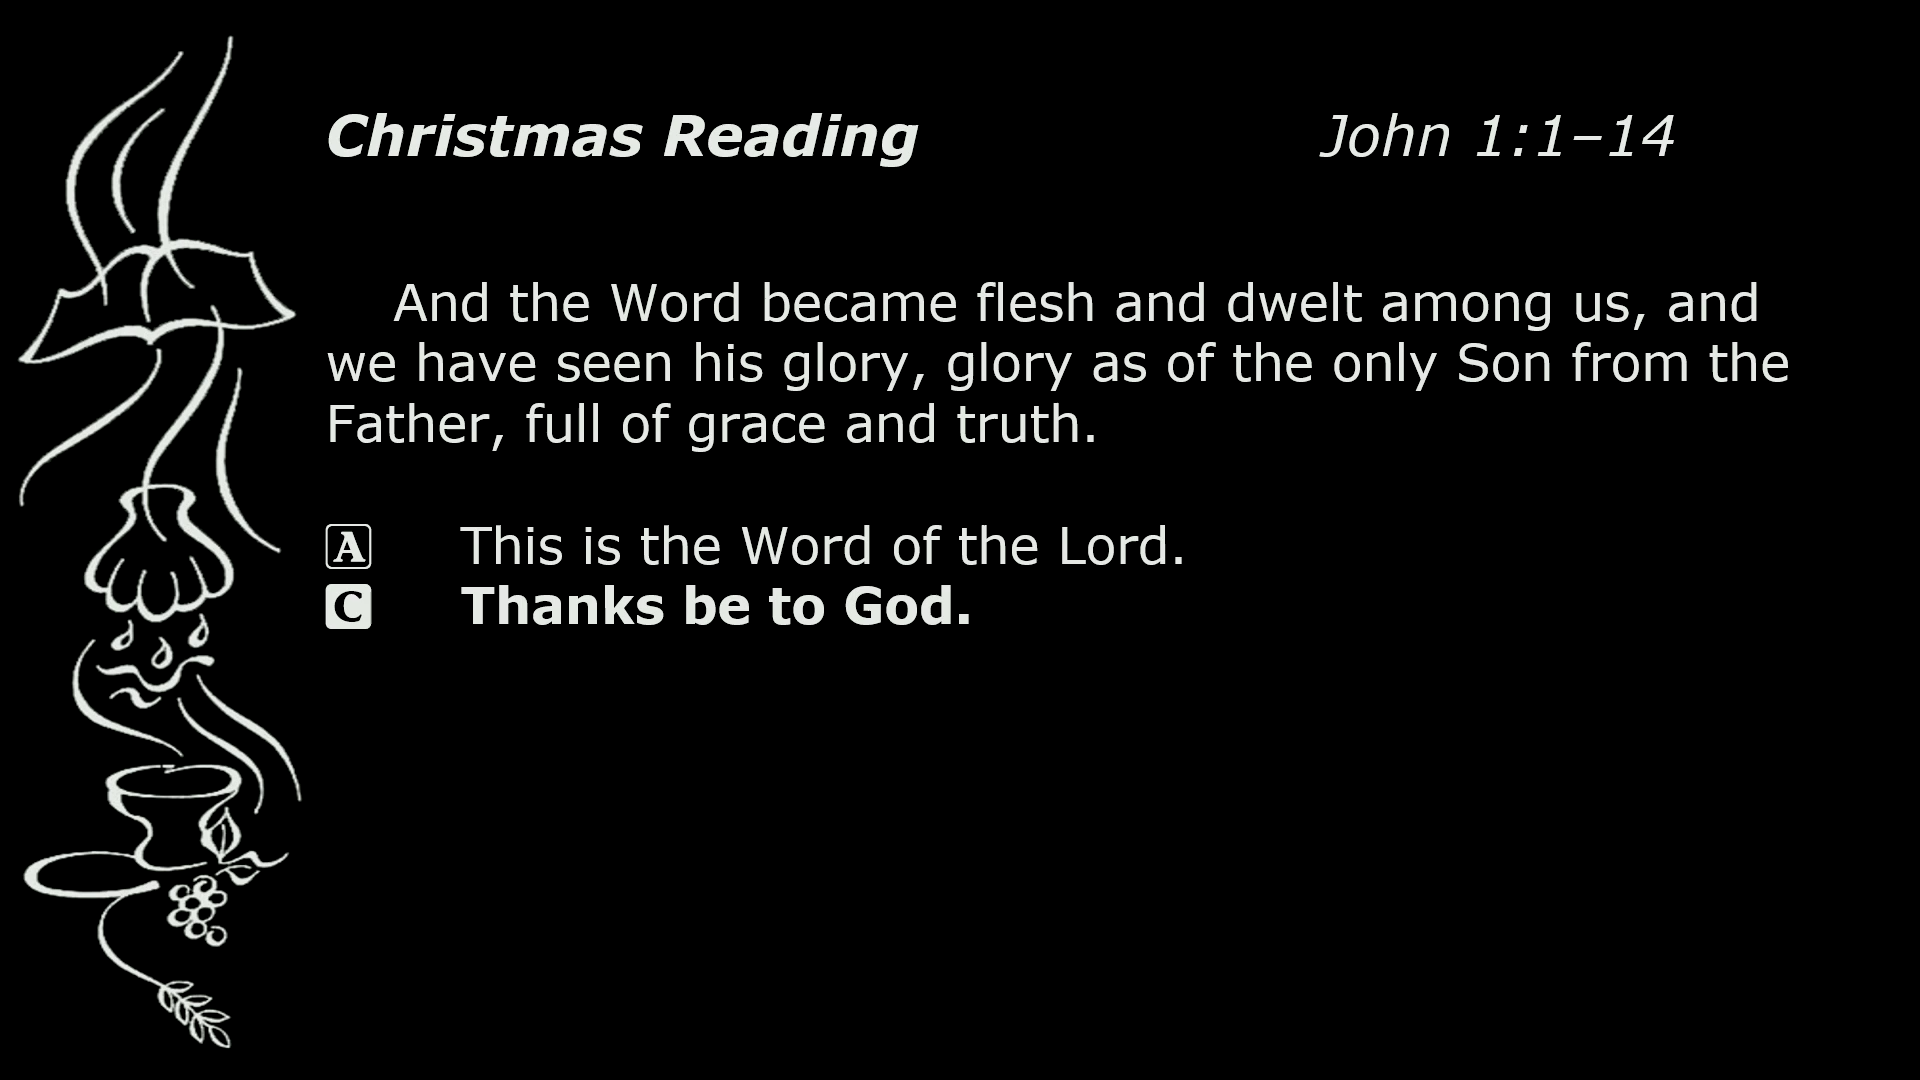 Christmas Reading John 1:1–14
And the Word became flesh and dwelt among us, and
we have seen his glory, glory as of the only Son from the
Father, full of grace and truth.
A This is the Word of the Lord.
C Thanks be to God.